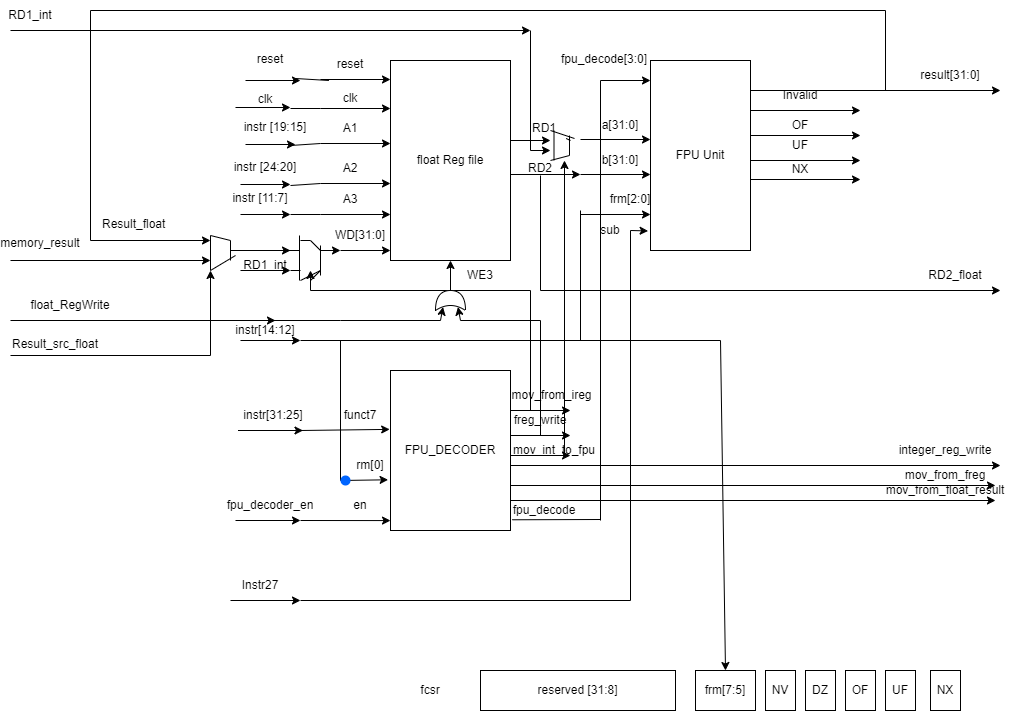 RD1_int
reset
reset
fpu_decode[3:0]
result[31:0]
clk
clk
Invalid
instr [19:15]
A1
RD1
a[31:0]
OF
float Reg file
FPU Unit
UF
instr [24:20]
A2
RD2
b[31:0]
NX
instr [11:7]
A3
frm[2:0]
Result_float
WD[31:0]
sub
memory_result
RD1_int
WE3
RD2_float
float_RegWrite
instr[14:12]
Result_src_float
mov_from_ireg
instr[31:25]
funct7
freg_write
FPU_DECODER
mov_int_to_fpu
integer_reg_write
rm[0]
mov_from_freg
mov_from_float_result
fpu_decoder_en
en
fpu_decode
Instr27
fcsr
reserved [31:8]
frm[7:5]
NV
DZ
OF
UF
NX